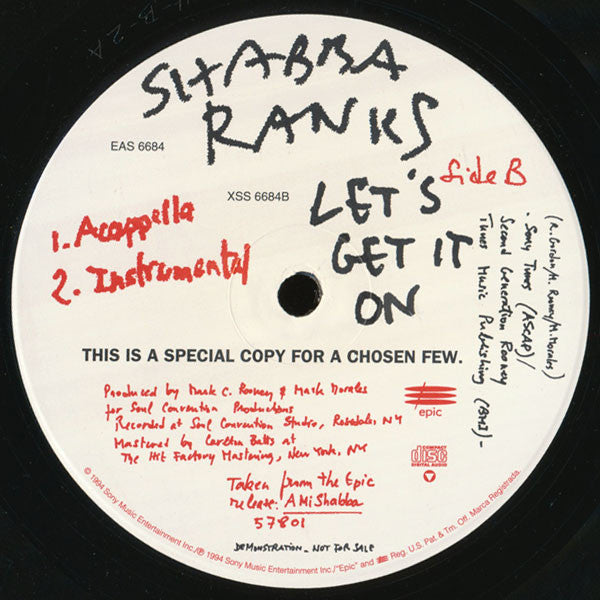 SHABBA
RANKS
EAS 6684
XSS 6684B
LET'S
GET IT
ON
Side B
1. Acappella
2. Instrumental
(R. Gordon/M. Rooney/M. Morales)
- Sony Tunes (ASCAP)/
Second Generation Rooney
Tunes Music Publishing (BMI)-
THIS IS A SPECIAL COPY FOR A CHOSEN FEW.
Produced by Mark C. Rooney & Mark Morales
for Soul Convention Productions
Recorded at Soul Convention Studio, Rosedale, NY
Mastered by Carlton Batts at
The Hit Factory Mastering, New York, NY
Taken from the Epic
release: A Mi Shabba
57801
epic
COMPACT
disc
DIGITAL AUDIO
DEMONSTRATION - NOT FOR SALE
© 1994 Sony Music Entertainment Inc./℗ 1994 Sony Music Entertainment Inc./"Epic" and Reg. U.S. Pat. & Tm. Off. Marca Registrada.